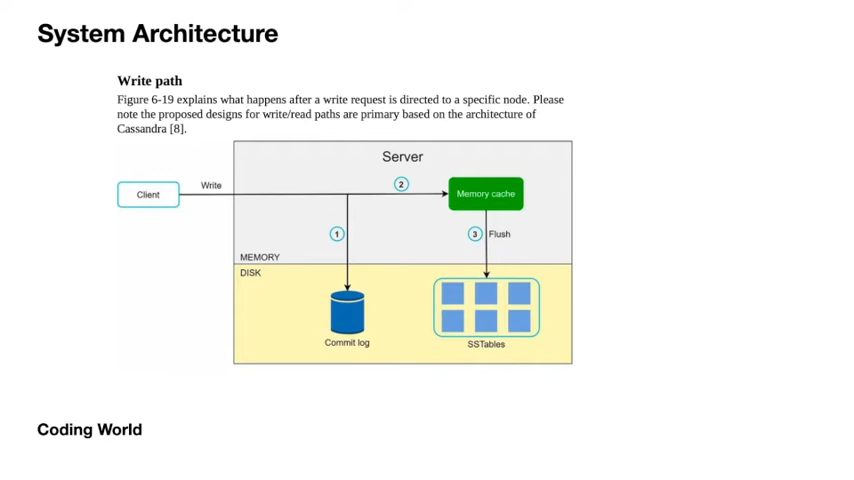 System Architecture
Write path
Figure 6-19 explains what happens after a write request is directed to a specific node. Please
note the proposed designs for write/read paths are primary based on the architecture of
Cassandra [8].
Server
Client
Write
2
Memory cache
1
3
Flush
MEMORY
DISK
Commit log
SSTables
Coding World